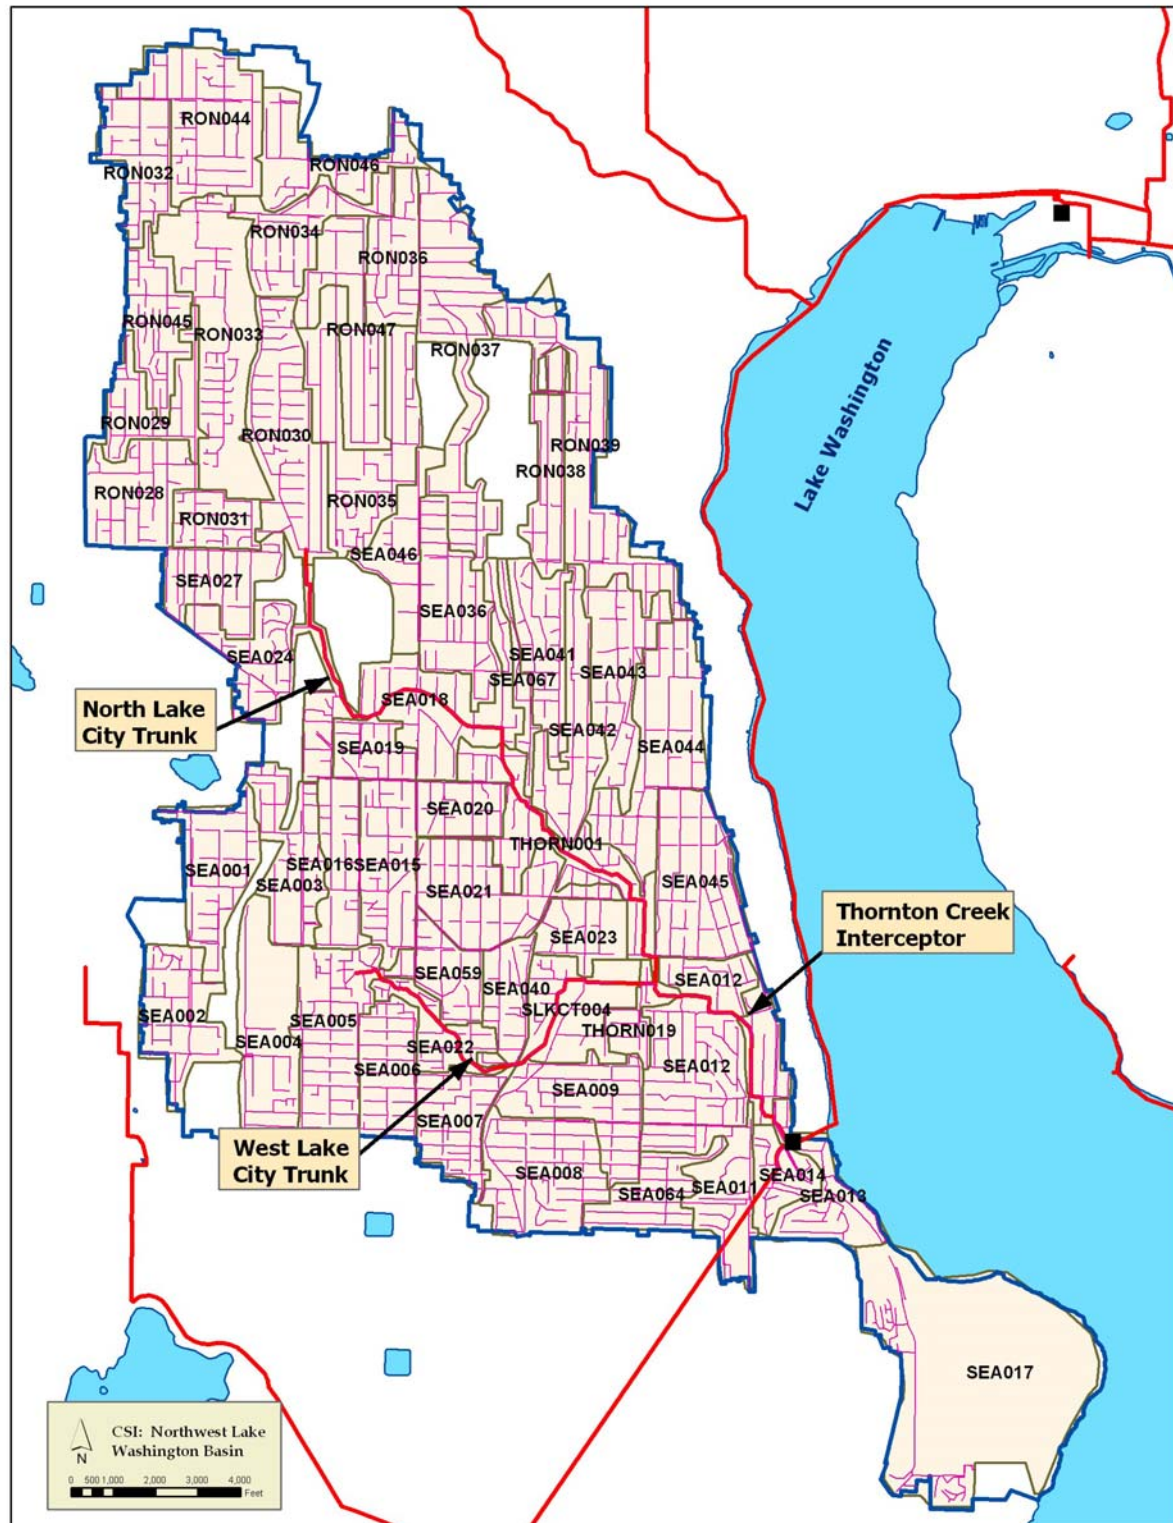 RON044
RON032
RON046
RON034
RON036
RON045
RON033
RON047
RON037
RON029
RON030
RON039
RON038
RON028
RON035
RON031
SEA046
SEA027
SEA036
SEA024
SEA041
SEA067
SEA043
SEA018
SEA042
SEA019
SEA044
SEA020
THORN001
SEA001
SEA016
SEA015
SEA003
SEA021
SEA045
SEA023
SEA059
SEA012
SEA040
SLKCT004
SEA002
SEA005
THORN019
SEA004
SEA022
SEA006
SEA012
SEA009
SEA007
SEA008
SEA064
SEA011
SEA014
SEA013
SEA017
Lake Washington
North Lake
City Trunk
Thornton Creek
Interceptor
West Lake
City Trunk
CSI: Northwest Lake
Washington Basin
N
0 500 1,000 2,000 3,000 4,000
Feet